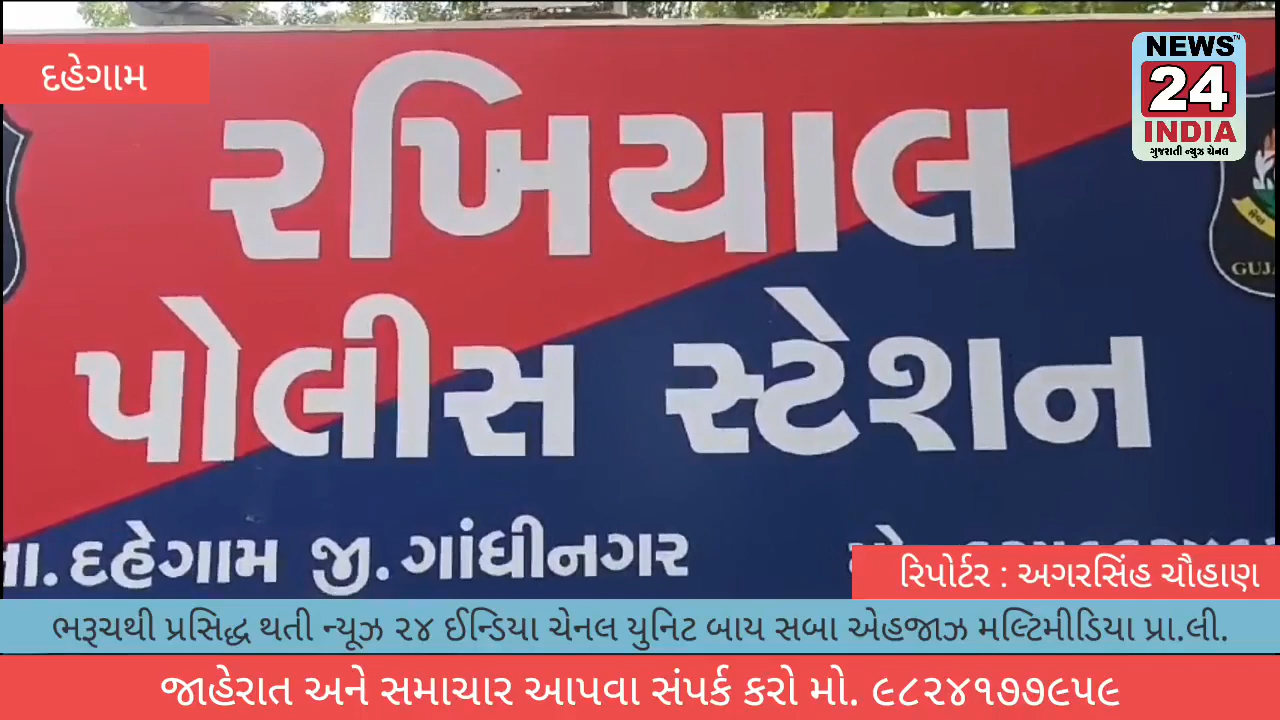 દહેગામ
NEWS
24
INDIA
ગુજરાતી ન્યુઝ ચેનલ
રખિયાલ
પોલીસ સ્ટેશન
તા. દહેગામ જી. ગાંધીનગર
રિપોર્ટર : અગરસિંહ ચૌહાણ
ભરૂચથી પ્રસિદ્ધ થતી ન્યૂઝ ૨૪ ઈન્ડિયા ચેનલ યુનિટ બાય સબા એહજાઝ મલ્ટિમીડિયા પ્રા.લી.
જાહેરાત અને સમાચાર આપવા સંપર્ક કરો મો. ૯૮૨૪૧૭૭૯૫૯